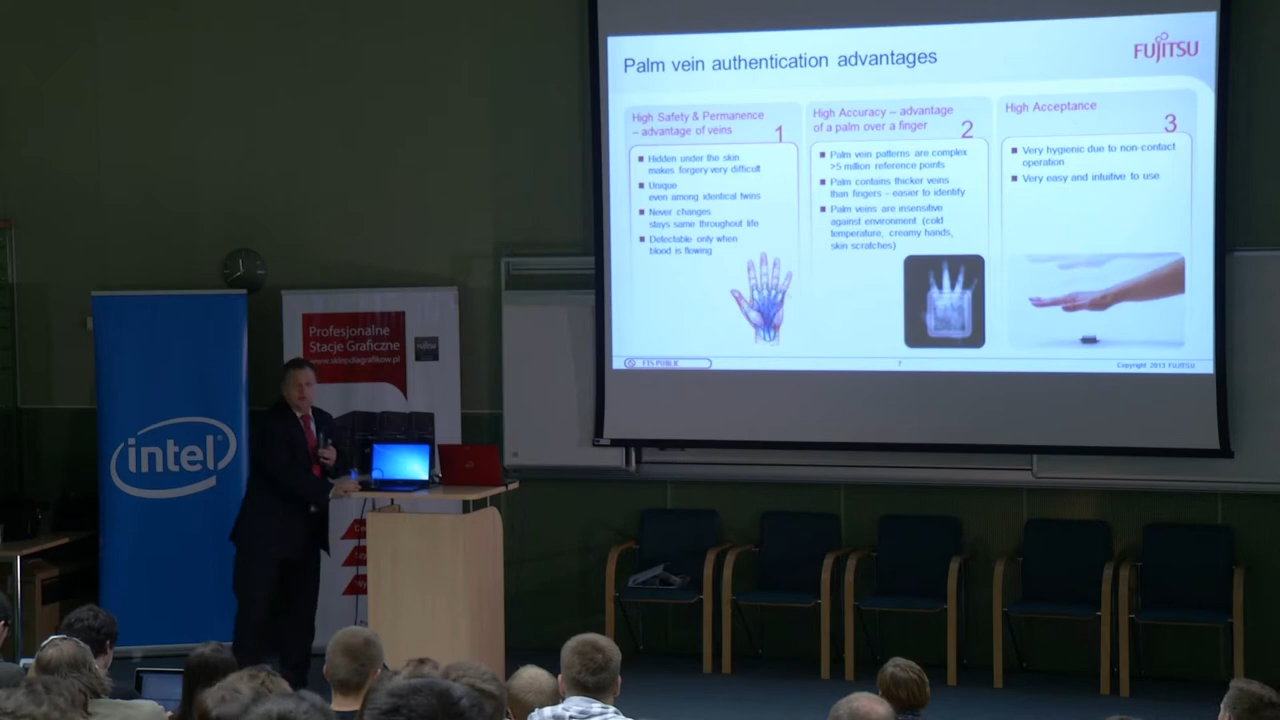 FUJITSU
Palm vein authentication advantages
High Safety & Permanence
– advantage of veins
1
Hidden under the skin
makes forgery very difficult
Unique
even among identical twins
Never changes
stays same throughout life
Detectable only when
blood is flowing
High Accuracy – advantage
of a palm over a finger
2
Palm vein patterns are complex
>5 million reference points
Palm contains thicker veins
than fingers – easier to identify
Palm veins are insensitive
against environment (cold
temperature, creamy hands,
skin scratches)
High Acceptance
3
Very hygienic due to non-contact
operation
Very easy and intuitive to use
FTS PUBLIC
7
Copyright 2013 FUJITSU
Profesjonalne
Stacje Graficzne
www.sklepdlagrafikow.pl
FUJITSU
intel